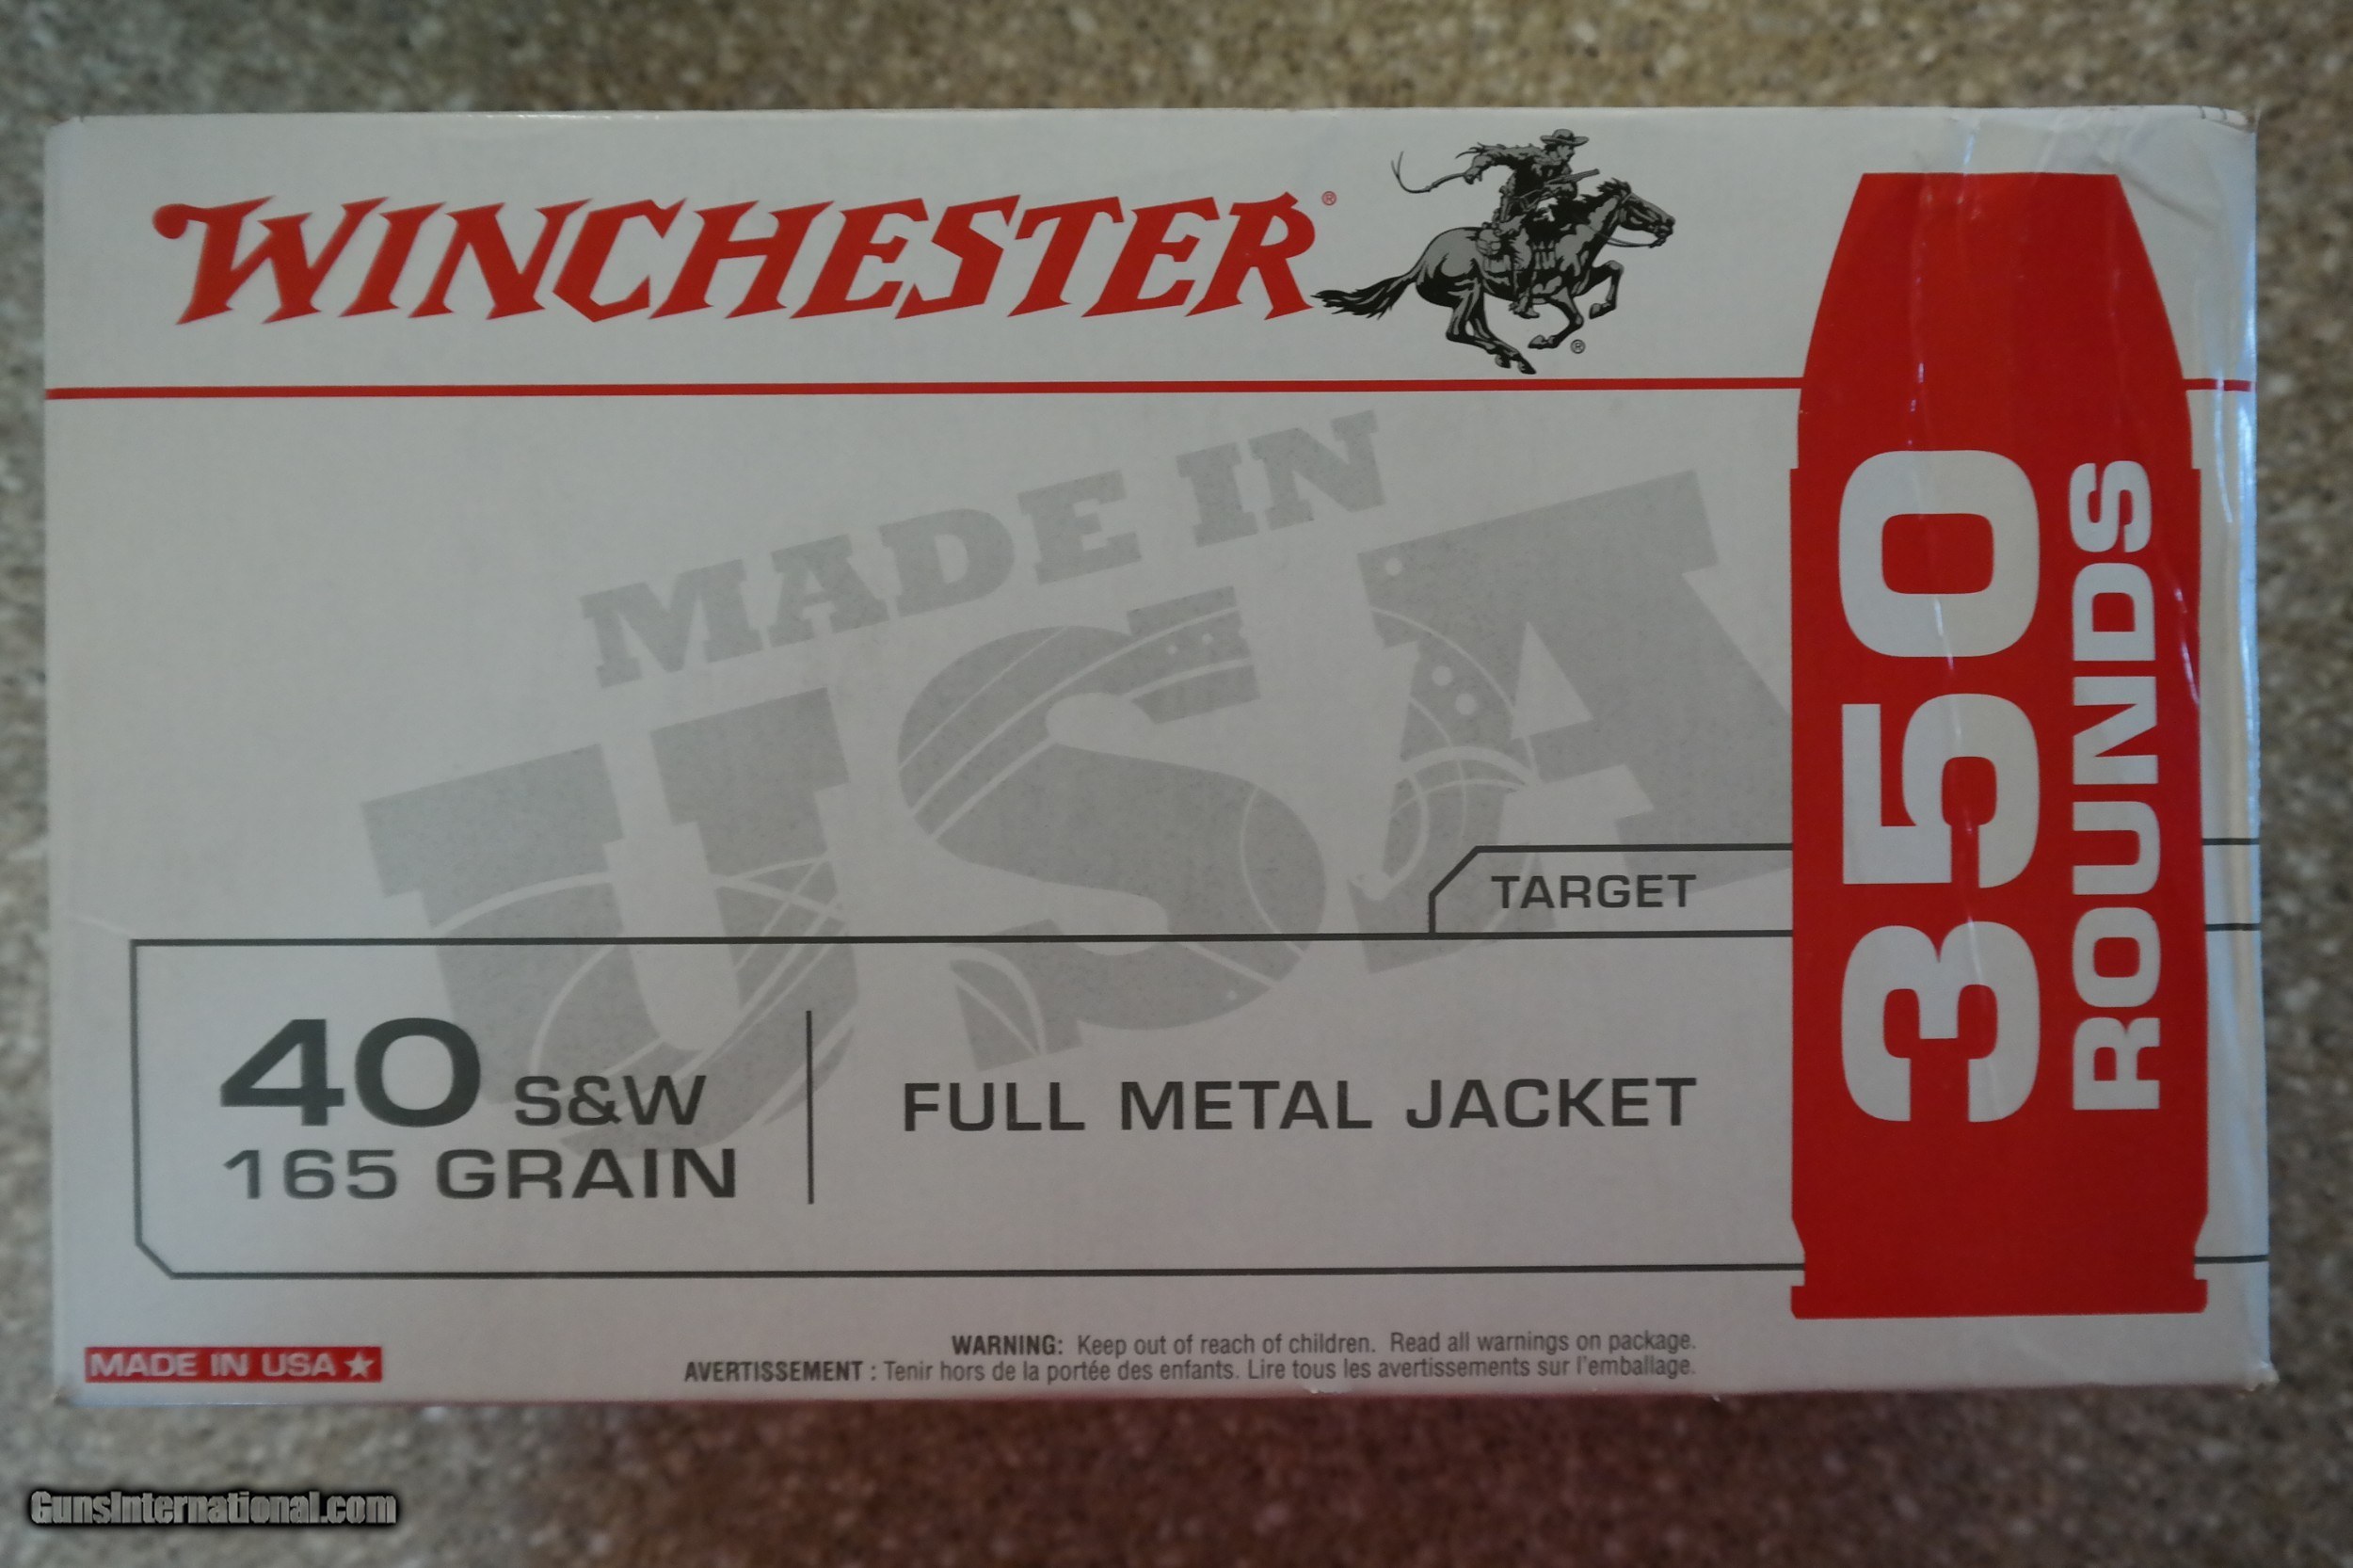 WINCHESTER®
®
MADE IN
USA
TARGET
40 S&W
165 GRAIN
FULL METAL JACKET
350
ROUNDS
MADE IN USA ★
WARNING: Keep out of reach of children. Read all warnings on package.
AVERTISSEMENT : Tenir hors de la portée des enfants. Lire tous les avertissements sur l'emballage.
GunsInternational.com